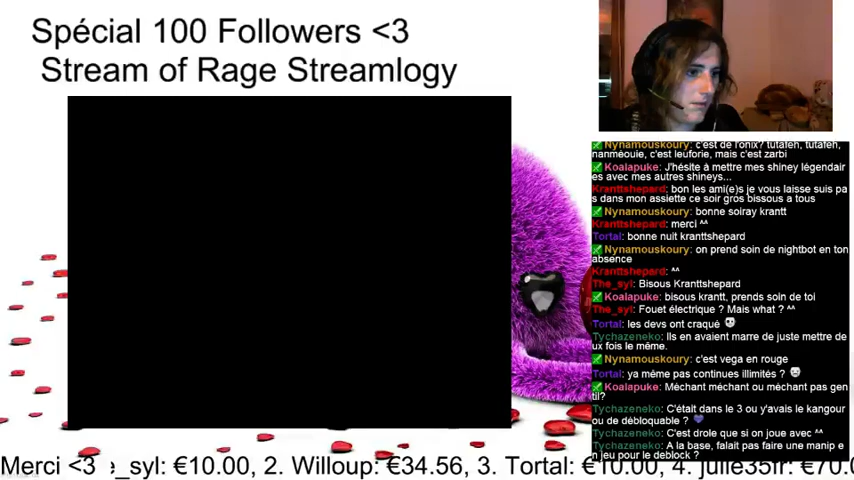 Spécial 100 Followers <3
Stream of Rage Streamlogy
Nynamouskoury: c'est de l'onix? tutafeh, tutafeh,
nanméouie, c'est leuforie, mais c'est zarbi
Koalapuke: J'hésite à mettre mes shiney légendair
es avec mes autres shineys...
Kranttshepard: bon les ami(e)s je vous laisse suis pa
s dans mon assiette ce soir gros bissous a tous
Nynamouskoury: bonne soiray krantt
Kranttshepard: merci ^^
Tortal: bonne nuit kranttshepard
Nynamouskoury: on prend soin de nightbot en ton
absence
Kranttshepard: ^^
The_syl: Bisous Kranttshepard
Koalapuke: bisous krantt, prends soin de toi
The_syl: Fouet électrique ? Mais what ? ^^
Tortal: les devs ont craqué
Tychazeneko: Ils en avaient marre de juste mettre de
ux fois le même.
Nynamouskoury: c'est vega en rouge
Tortal: ya même pas continues illimités ?
Koalapuke: Méchant méchant ou méchant pas gen
til?
Tychazeneko: C'était dans le 3 ou y'avais le kangour
ou de débloquable ?
Tychazeneko: C'est drole que si on joue avec ^^
Tychazeneko: A la base, falait pas faire une manip e
n jeu pour le deblock ?
Merci <3 e_syl: €10.00, 2. Willoup: €34.56, 3. Tortal: €10.00, 4. julie35fr: €70.0